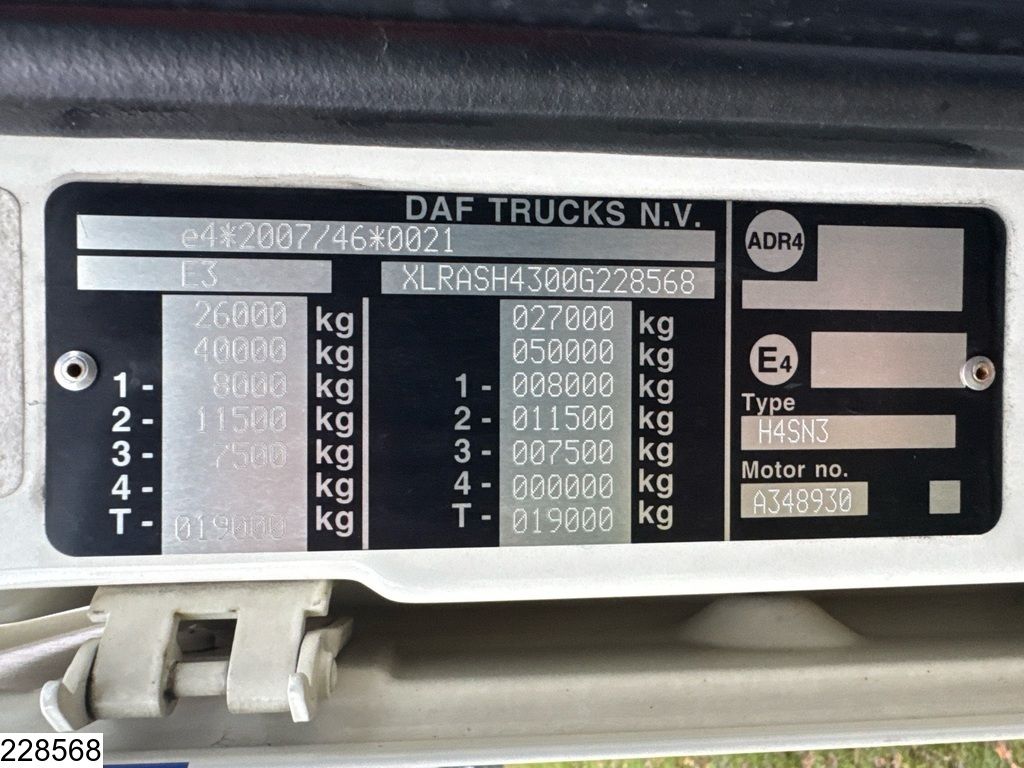 DAF TRUCKS N.V.
e4*2007/46*0021
E3
XLRASH4300G228568
26000 kg
40000 kg
1 - 8000 kg
2 - 11500 kg
3 - 7500 kg
4 - kg
T - 019000 kg
027000 kg
050000 kg
1 - 008000 kg
2 - 011500 kg
3 - 007500 kg
4 - 000000 kg
T - 019000 kg
ADR4
E4
Type
H4SN3
Motor no.
A348930
228568